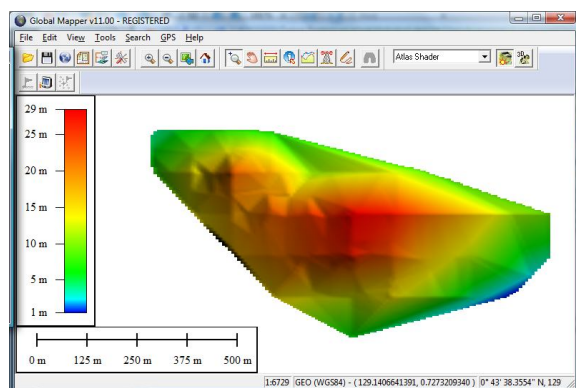 Global Mapper v11.00 - REGISTERED
File Edit View Tools Search GPS Help
Atlas Shader
3D
29 m
25 m
20 m
15 m
10 m
5 m
1 m
0 m 125 m 250 m 375 m 500 m
1:6729 GEO (WGS84) - ( 129.1406641391, 0.7273209340 ) 0° 43' 38.3554" N, 129